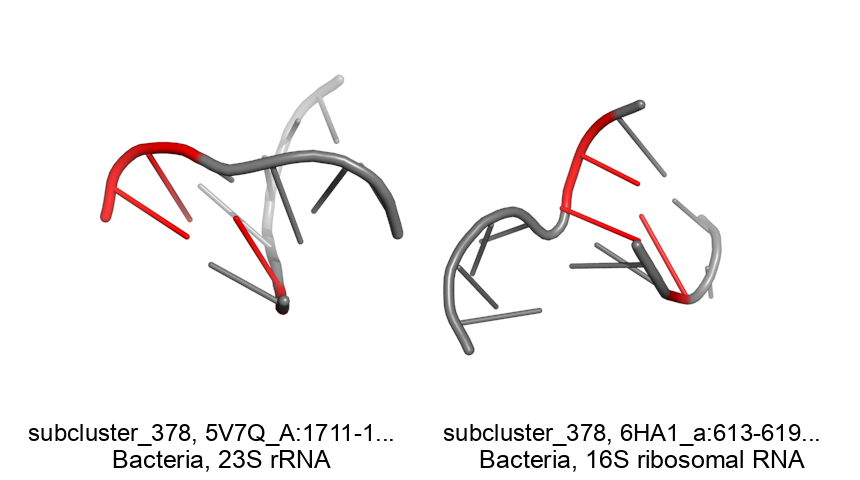 subcluster_378, 5V7Q_A:1711-1...
Bacteria, 23S rRNA
subcluster_378, 6HA1_a:613-619...
Bacteria, 16S ribosomal RNA